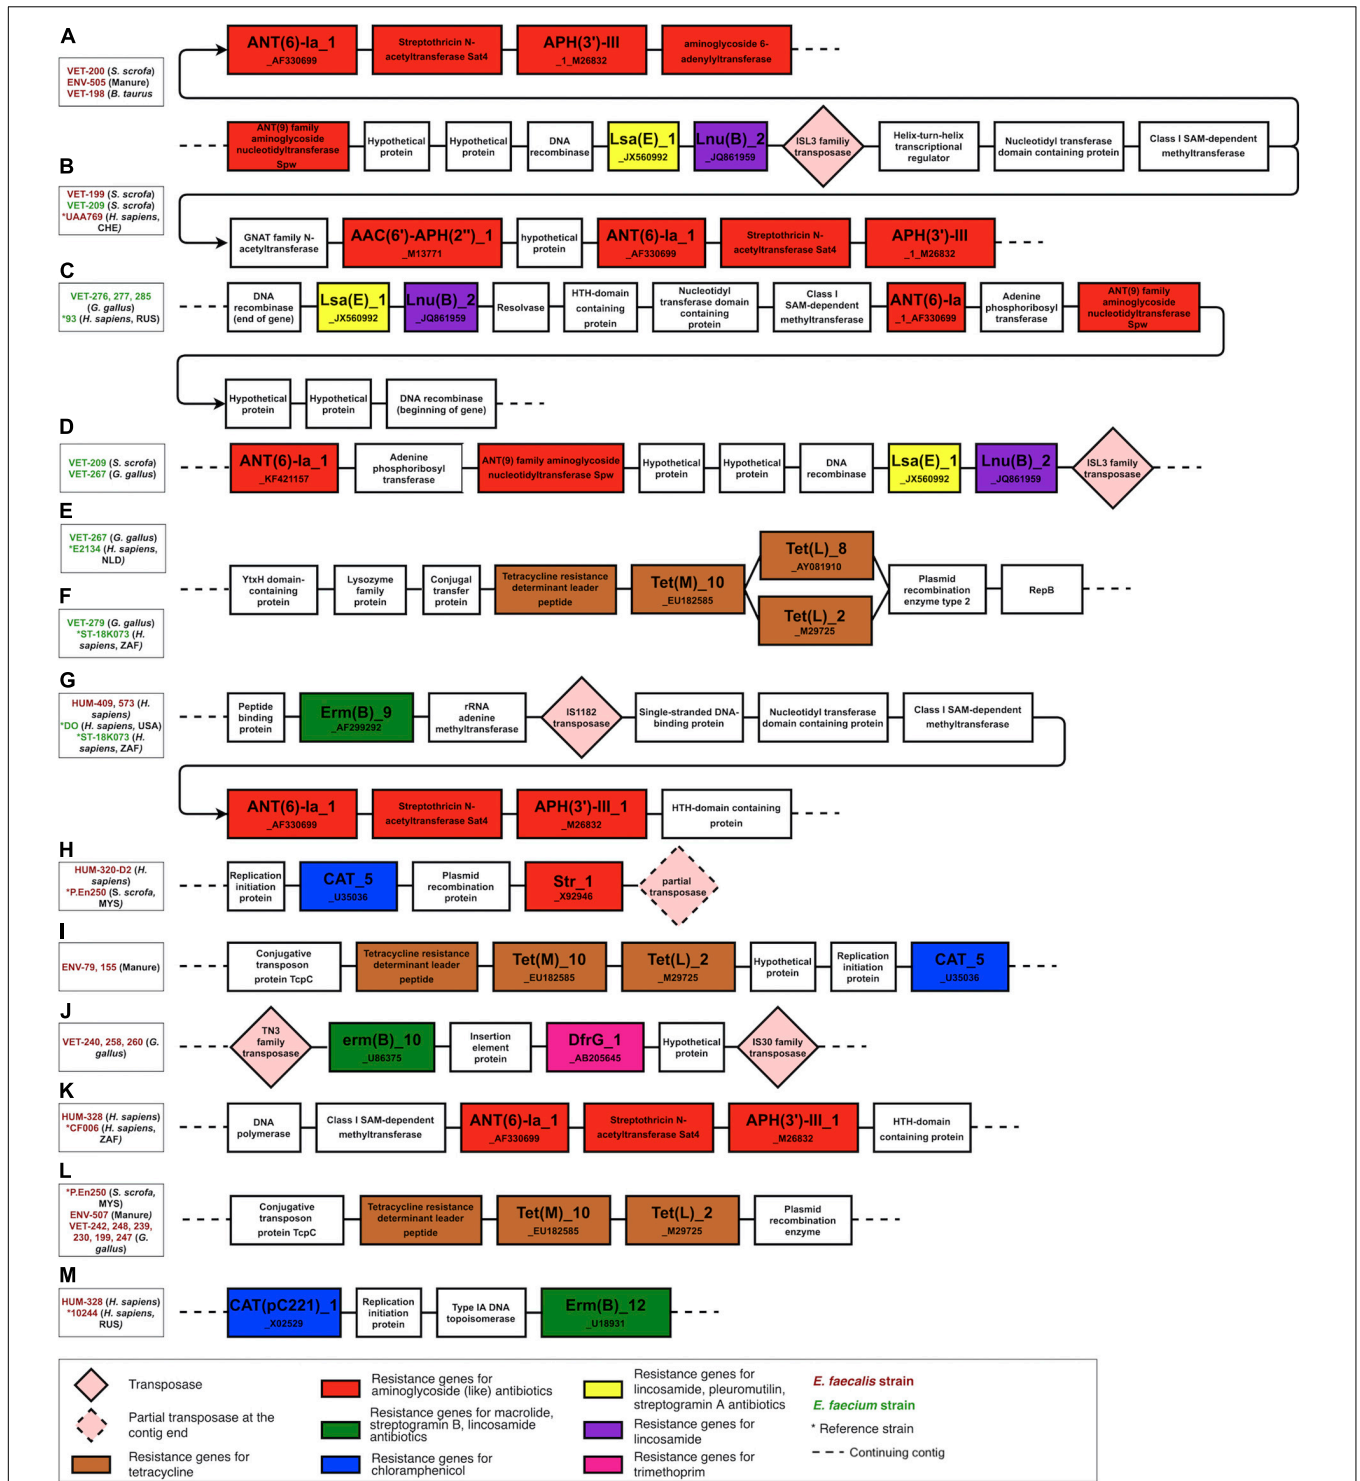 A
VET-200 (S. scrofa)
ENV-505 (Manure)
VET-198 (B. taurus
ANT(6)-Ia_1
_AF330699
Streptothricin N-
acetyltransferase Sat4
APH(3')-III
_1_M26832
aminoglycoside 6-
adenylyltransferase
ANT(9) family
aminoglycoside
nucleotidyltransferase
Spw
Hypothetical
protein
Hypothetical
protein
DNA
recombinase
Lsa(E)_1
_JX560992
Lnu(B)_2
_JQ861959
ISL3 familiy
transposase
Helix-turn-helix
transcriptional
regulator
Nucleotidyl transferase
domain containing protein
Class I SAM-dependent
methyltransferase
B
VET-199 (S. scrofa)
VET-209 (S. scrofa)
*UAA769 (H. sapiens,
CHE)
GNAT family N-
acetyltransferase
AAC(6')-APH(2")_1
_M13771
hypothetical
protein
ANT(6)-Ia_1
_AF330699
Streptothricin N-
acetyltransferase Sat4
APH(3')-III
_1_M26832
C
VET-276, 277, 285
(G. gallus)
*93 (H. sapiens, RUS)
DNA
recombinase
(end of gene)
Lsa(E)_1
_JX560992
Lnu(B)_2
_JQ861959
Resolvase
HTH-domain
containing
protein
Nucleotidyl
transferase domain
containing
protein
Class I
SAM-dependent
methyltransferase
ANT(6)-Ia
_1_AF330699
Adenine
phosphoribosyl
transferase
ANT(9) family
aminoglycoside
nucleotidyltransferase
Spw
Hypothetical
protein
Hypothetical
protein
DNA recombinase
(beginning of gene)
D
VET-209 (S. scrofa)
VET-267 (G. gallus)
ANT(6)-Ia_1
_KF421157
Adenine
phosphoribosyl
transferase
ANT(9) family aminoglycoside
nucleotidyltransferase Spw
Hypothetical
protein
Hypothetical
protein
DNA
recombinase
Lsa(E)_1
_JX560992
Lnu(B)_2
_JQ861959
ISL3 family
transposase
E
VET-267 (G. gallus)
*E2134 (H. sapiens,
NLD)
F
VET-279 (G. gallus)
*ST-18K073 (H.
sapiens, ZAF)
YtxH domain-
containing
protein
Lysozyme
family
protein
Conjugal
transfer
protein
Tetracycline resistance
determinant leader
peptide
Tet(M)_10
_EU182585
Tet(L)_8
_AY081910
Tet(L)_2
_M29725
Plasmid
recombination
enzyme type 2
RepB
G
HUM-409, 573 (H.
sapiens)
*DO (H. sapiens, USA)
*ST-18K073 (H.
sapiens, ZAF)
Peptide
binding
protein
Erm(B)_9
_AF299292
rRNA
adenine
methyltransferase
IS1182
transposase
Single-stranded DNA-
binding protein
Nucleotidyl transferase
domain containing protein
Class I SAM-dependent
methyltransferase
ANT(6)-Ia_1
_AF330699
Streptothricin N-
acetyltransferase Sat4
APH(3')-III_1
_M26832
HTH-domain containing
protein
H
HUM-320-D2 (H.
sapiens)
*P.En250 (S. scrofa,
MYS)
Replication
initiation
protein
CAT_5
_U35036
Plasmid
recombination
protein
Str_1
_X92946
partial
transposase
I
ENV-79, 155 (Manure)
Conjugative
transposon
protein TcpC
Tetracycline resistance
determinant leader
peptide
Tet(M)_10
_EU182585
Tet(L)_2
_M29725
Hypothetical
protein
Replication
initiation
protein
CAT_5
_U35036
J
VET-240, 258, 260 (G.
gallus)
TN3
family
transposase
erm(B)_10
_U86375
Insertion
element
protein
DfrG_1
_AB205645
Hypothetical
protein
IS30 family
transposase
K
HUM-328 (H. sapiens)
*CF006 (H. sapiens,
ZAF)
DNA
polymerase
Class I SAM-dependent
methyltransferase
ANT(6)-Ia_1
_AF330699
Streptothricin N-
acetyltransferase Sat4
APH(3')-III_1
_M26832
HTH-domain
containing protein
L
*P.En250 (S. scrofa,
MYS)
ENV-507 (Manure)
VET-242, 248, 239,
230, 199, 247 (G.
gallus)
Conjugative
transposon
protein TcpC
Tetracycline resistance
determinant leader
peptide
Tet(M)_10
_EU182585
Tet(L)_2
_M29725
Plasmid
recombination
enzyme
M
HUM-328 (H. sapiens)
*10244 (H. sapiens,
RUS)
CAT(pC221)_1
_X02529
Replication
initiation
protein
Type IA DNA
topoisomerase
Erm(B)_12
_U18931
Transposase
Partial transposase at the
contig end
Resistance genes for
tetracycline
Resistance genes for
aminoglycoside (like) antibiotics
Resistance genes for macrolide,
streptogramin B, lincosamide
antibiotics
Resistance genes for
chloramphenicol
Resistance genes for
lincosamide, pleuromutilin,
streptogramin A antibiotics
Resistance genes for
lincosamide
Resistance genes for
trimethoprim
E. faecalis strain
E. faecium strain
* Reference strain
Continuing contig